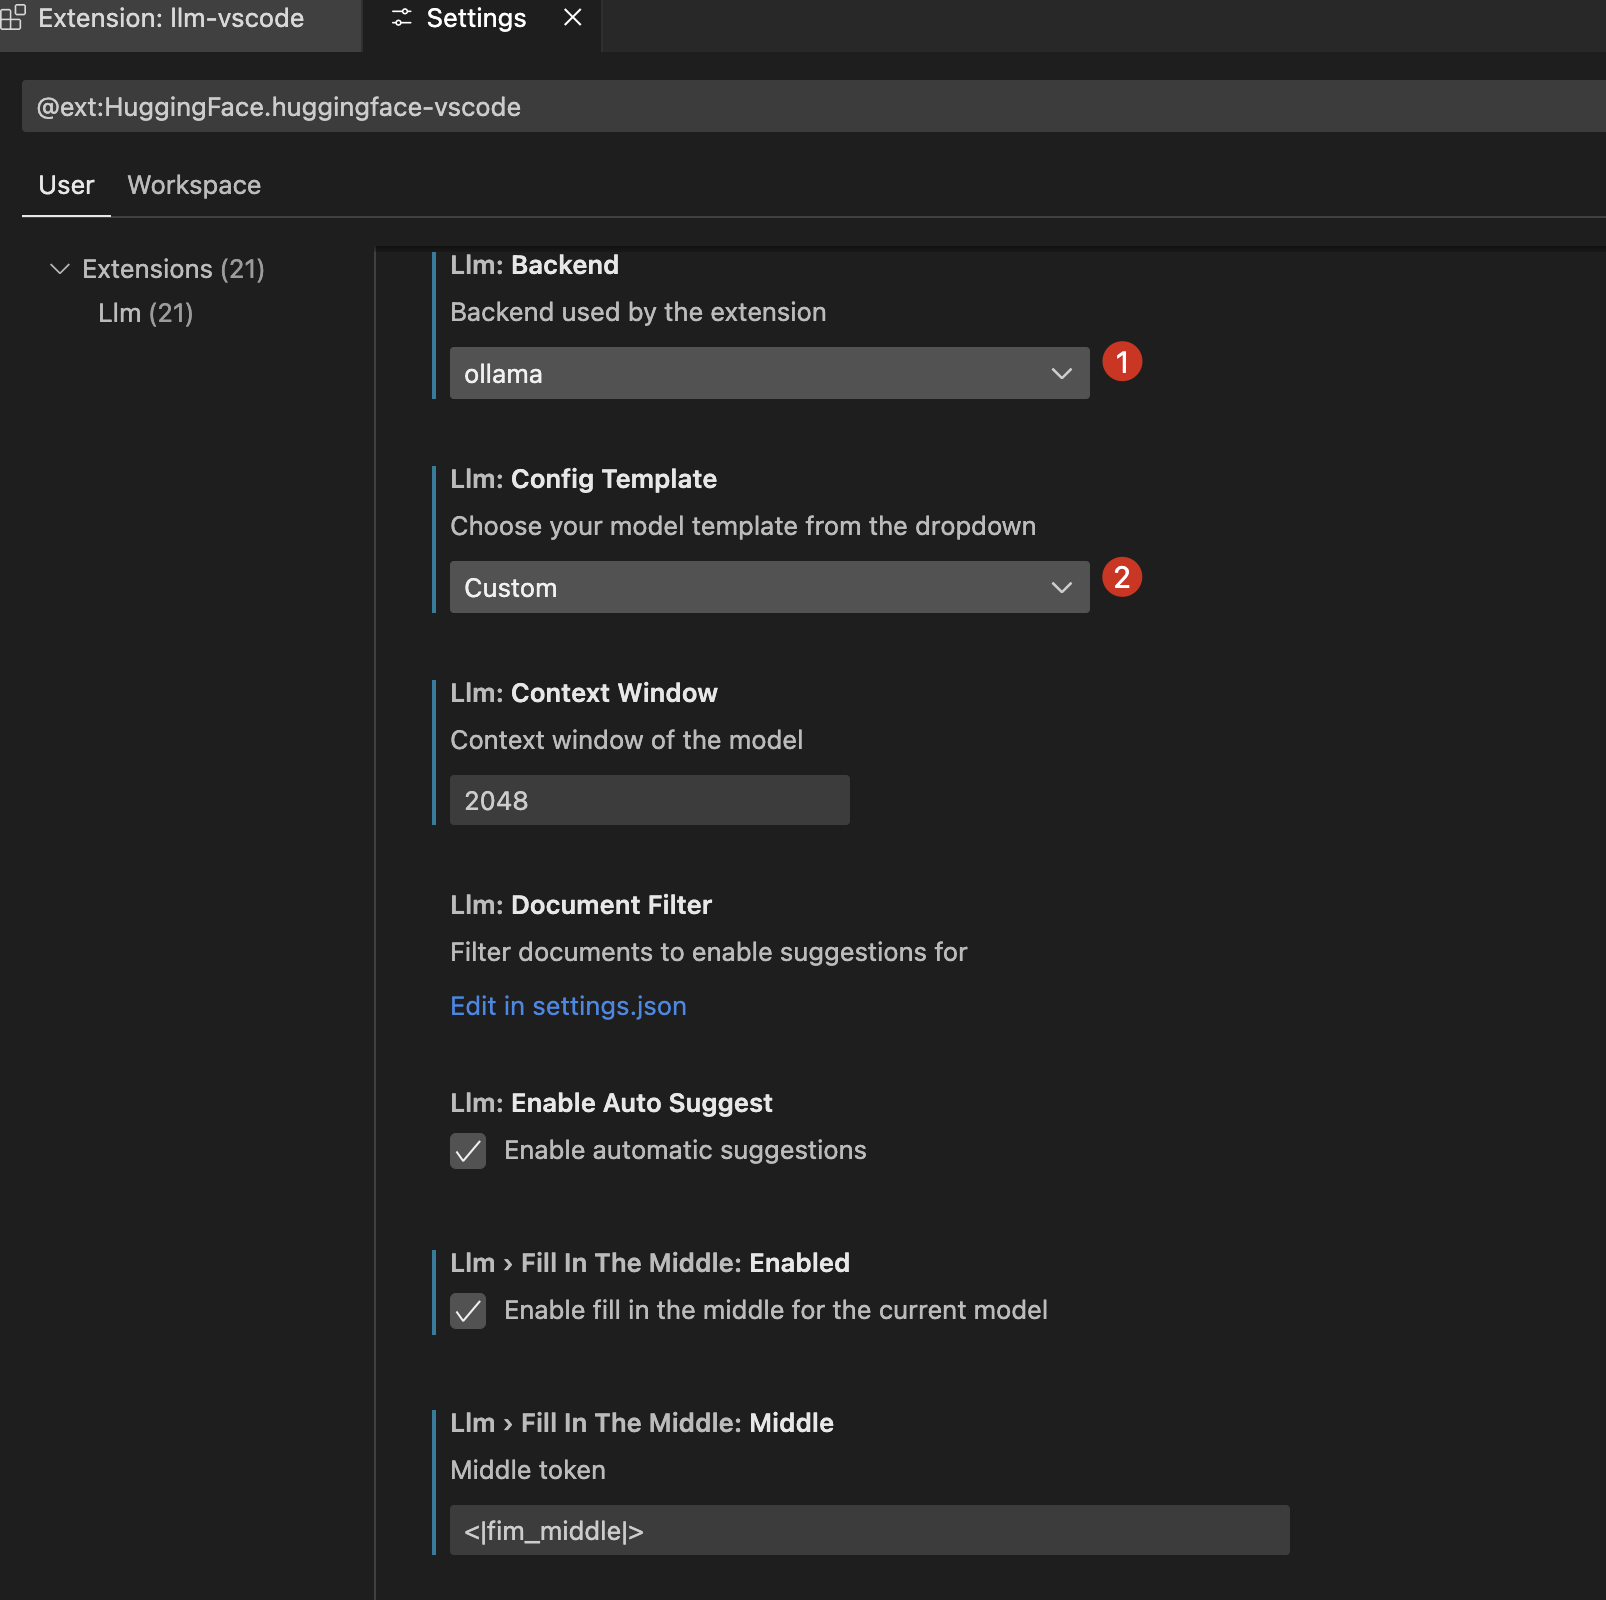 Extension: llm-vscode
Settings
@ext:HuggingFace.huggingface-vscode
User
Workspace
Extensions (21)
Llm (21)
Llm: Backend
Backend used by the extension
ollama
1
Llm: Config Template
Choose your model template from the dropdown
Custom
2
Llm: Context Window
Context window of the model
2048
Llm: Document Filter
Filter documents to enable suggestions for
Edit in settings.json
Llm: Enable Auto Suggest
Enable automatic suggestions
Llm › Fill In The Middle: Enabled
Enable fill in the middle for the current model
Llm › Fill In The Middle: Middle
Middle token
<|fim_middle|>